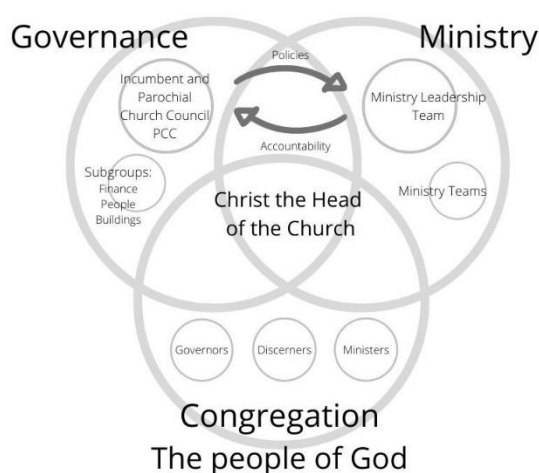 Governance
Ministry
Policies
Incumbent and
Parochial
Church Council
PCC
Ministry Leadership
Team
Accountability
Subgroups:
Finance
People
Buildings
Ministry Teams
Christ the Head
of the Church
Governors
Discerners
Ministers
Congregation
The people of God